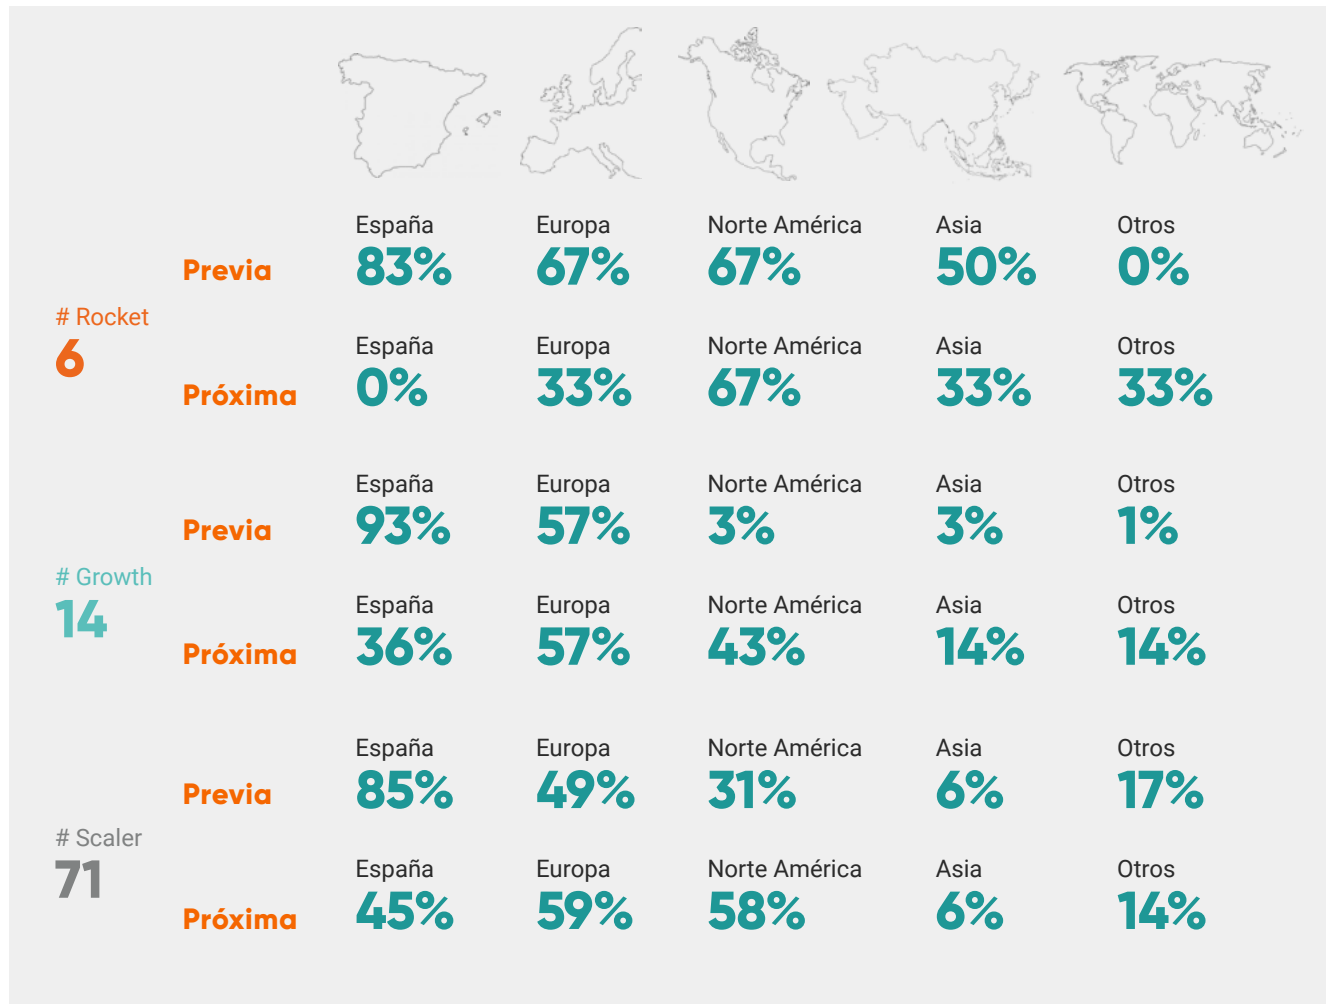 España Europa Norte América Asia Otros
Previa 83% 67% 67% 50% 0%
# Rocket
6
España Europa Norte América Asia Otros
Próxima 0% 33% 67% 33% 33%
España Europa Norte América Asia Otros
Previa 93% 57% 3% 3% 1%
# Growth
14
España Europa Norte América Asia Otros
Próxima 36% 57% 43% 14% 14%
España Europa Norte América Asia Otros
Previa 85% 49% 31% 6% 17%
# Scaler
71
España Europa Norte América Asia Otros
Próxima 45% 59% 58% 6% 14%